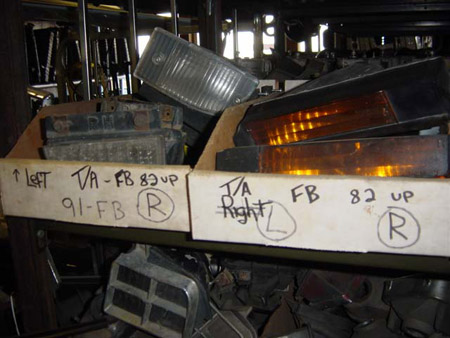 ↑ Left T/A - FB 82 UP
91-FB R
T/A FB 82 UP
Right L R